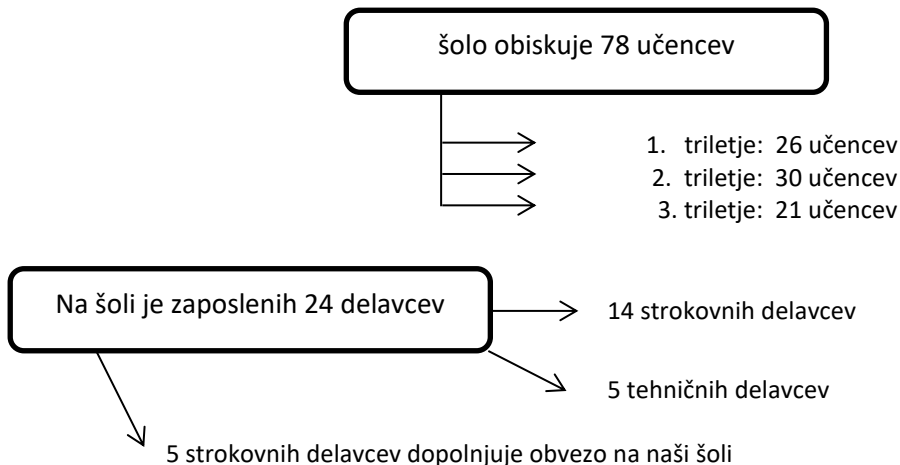 šolo obiskuje 78 učencev
1. triletje: 26 učencev
2. triletje: 30 učencev
3. triletje: 21 učencev
Na šoli je zaposlenih 24 delavcev
14 strokovnih delavcev
5 tehničnih delavcev
5 strokovnih delavcev dopolnjuje obvezo na naši šoli